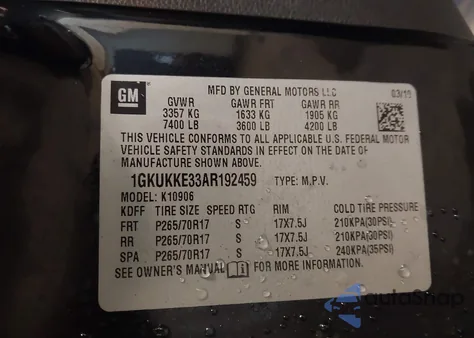 GM
MFD BY GENERAL MOTORS LLC
GVWR GAWR FRT GAWR RR
3357 KG 1633 KG 1905 KG
7400 LB 3600 LB 4200 LB
THIS VEHICLE CONFORMS TO ALL APPLICABLE U.S. FEDERAL MOTOR
VEHICLE SAFETY STANDARDS IN EFFECT ON THE DATE OF
MANUFACTURE SHOWN ABOVE.
1GKUKKE33AR192459 TYPE: M.P.V.
MODEL: K10906
KDFF TIRE SIZE SPEED RTG RIM COLD TIRE PRESSURE
FRT P265/70R17 S 17X7.5J 210KPA(30PSI)
RR P265/70R17 S 17X7.5J 210KPA(30PSI)
SPA P265/70R17 S 17X7.5J 240KPA(35PSI)
SEE OWNER'S MANUAL FOR MORE INFORMATION.
AutoSnap